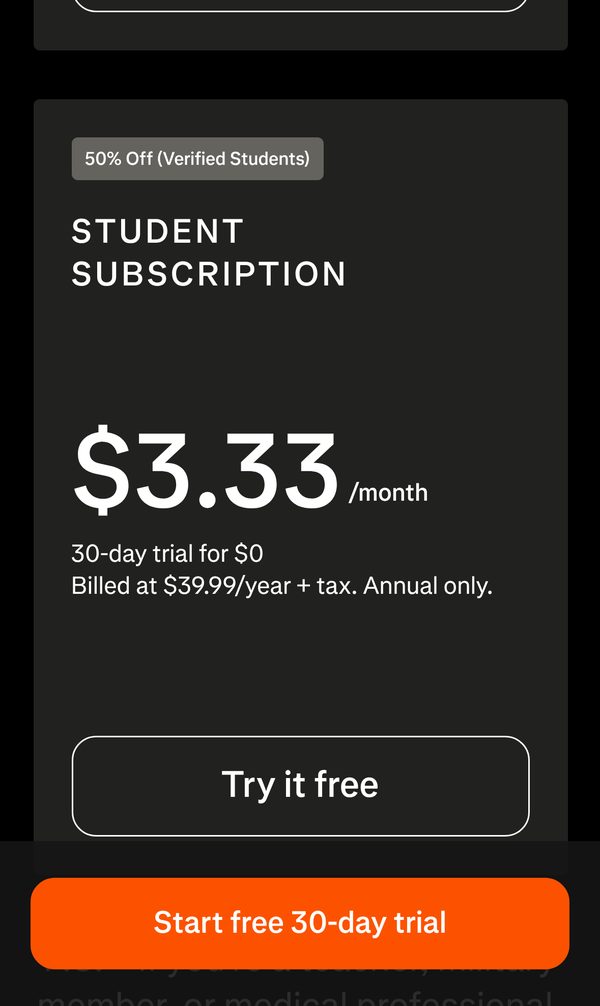 50% Off (Verified Students)
STUDENT
SUBSCRIPTION
$3.33 /month
30-day trial for $0
Billed at $39.99/year + tax. Annual only.
Try it free
Start free 30-day trial
member, or medical professional